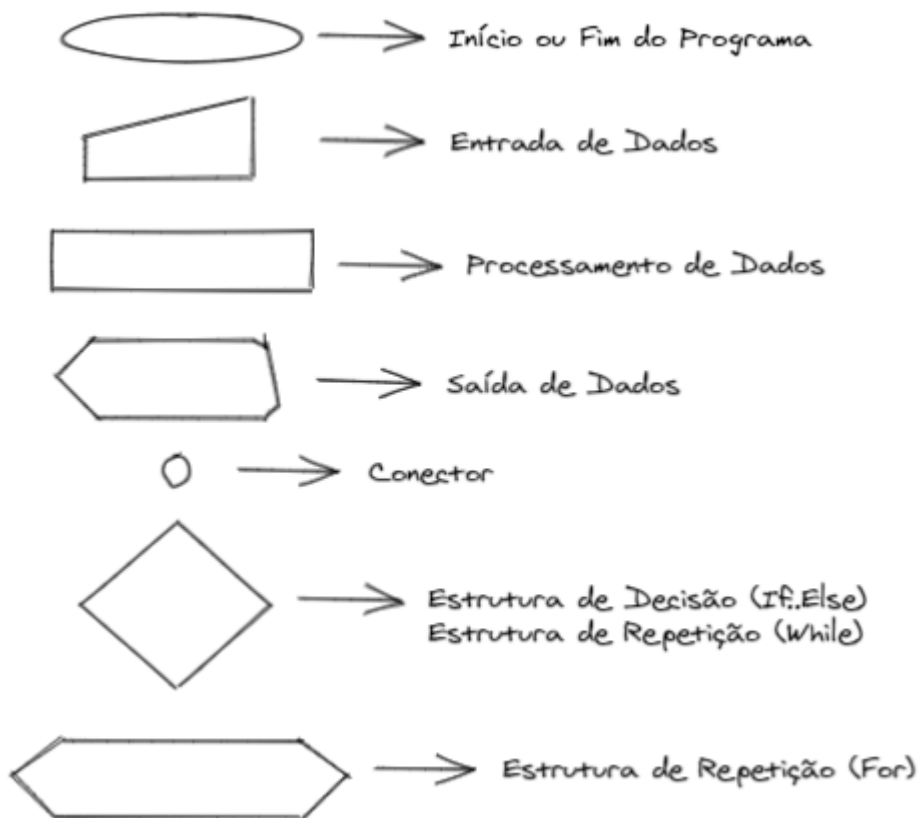 Início ou Fim do Programa
Entrada de Dados
Processamento de Dados
Saída de Dados
Conector
Estrutura de Decisão (If..Else)
Estrutura de Repetição (While)
Estrutura de Repetição (For)